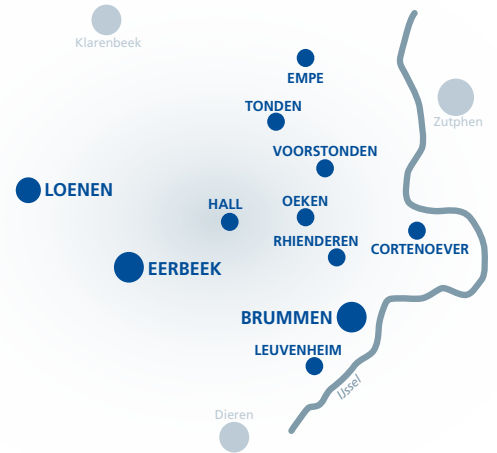 Klarenbeek
EMPE
TONDEN
Zutphen
VOORSTONDEN
LOENEN
HALL
OEKEN
RHIENDEREN
CORTENOEVER
EERBEEK
BRUMMEN
LEUVENHEIM
IJssel
Dieren